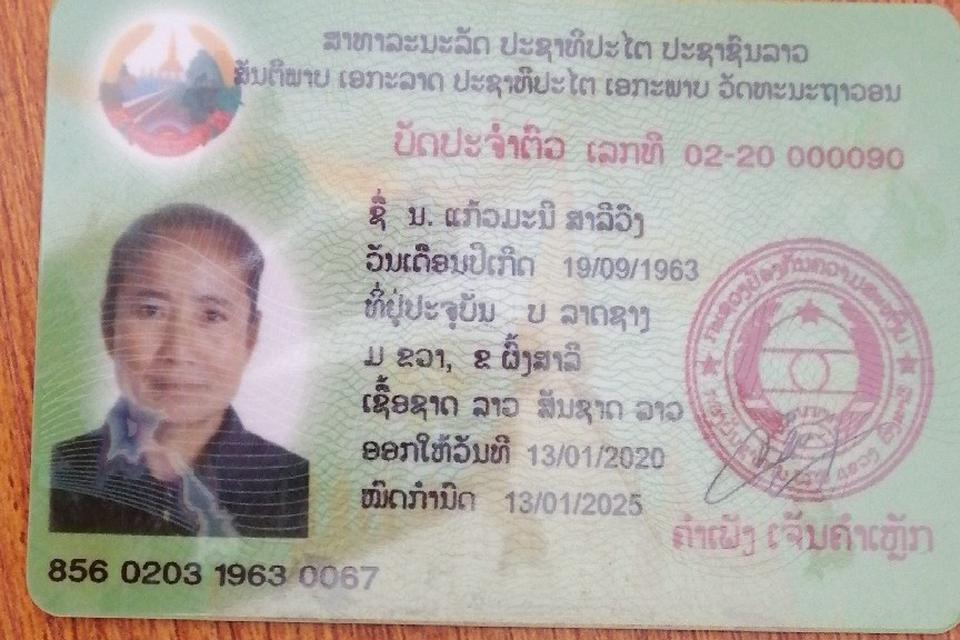 ສາທາລະນະລັດ ປະຊາທິປະໄຕ ປະຊາຊົນລາວ
ສັນຕິພາບ ເອກະລາດ ປະຊາທິປະໄຕ ເອກະພາບ ວັດທະນະຖາວອນ
ບັດປະຈຳຕົວ ເລກທີ 02-20 000090
ຊື່ ນ. ແກ້ວມະນີ ສາລີວົງ
ວັນເດືອນປີເກີດ 19/09/1963
ທີ່ຢູ່ປະຈຸບັນ ບ ລາດຊາງ
ມ ຂວາ, ຂ ຜົ້ງສາລີ
ເຊື້ອຊາດ ລາວ ສັນຊາດ ລາວ
ອອກໃຫ້ວັນທີ 13/01/2020
ໝົດກຳນົດ 13/01/2025
ຄຳເຟັງ ເຈັ່ນຄຳເຫຼັກ
856 0203 1963 0067